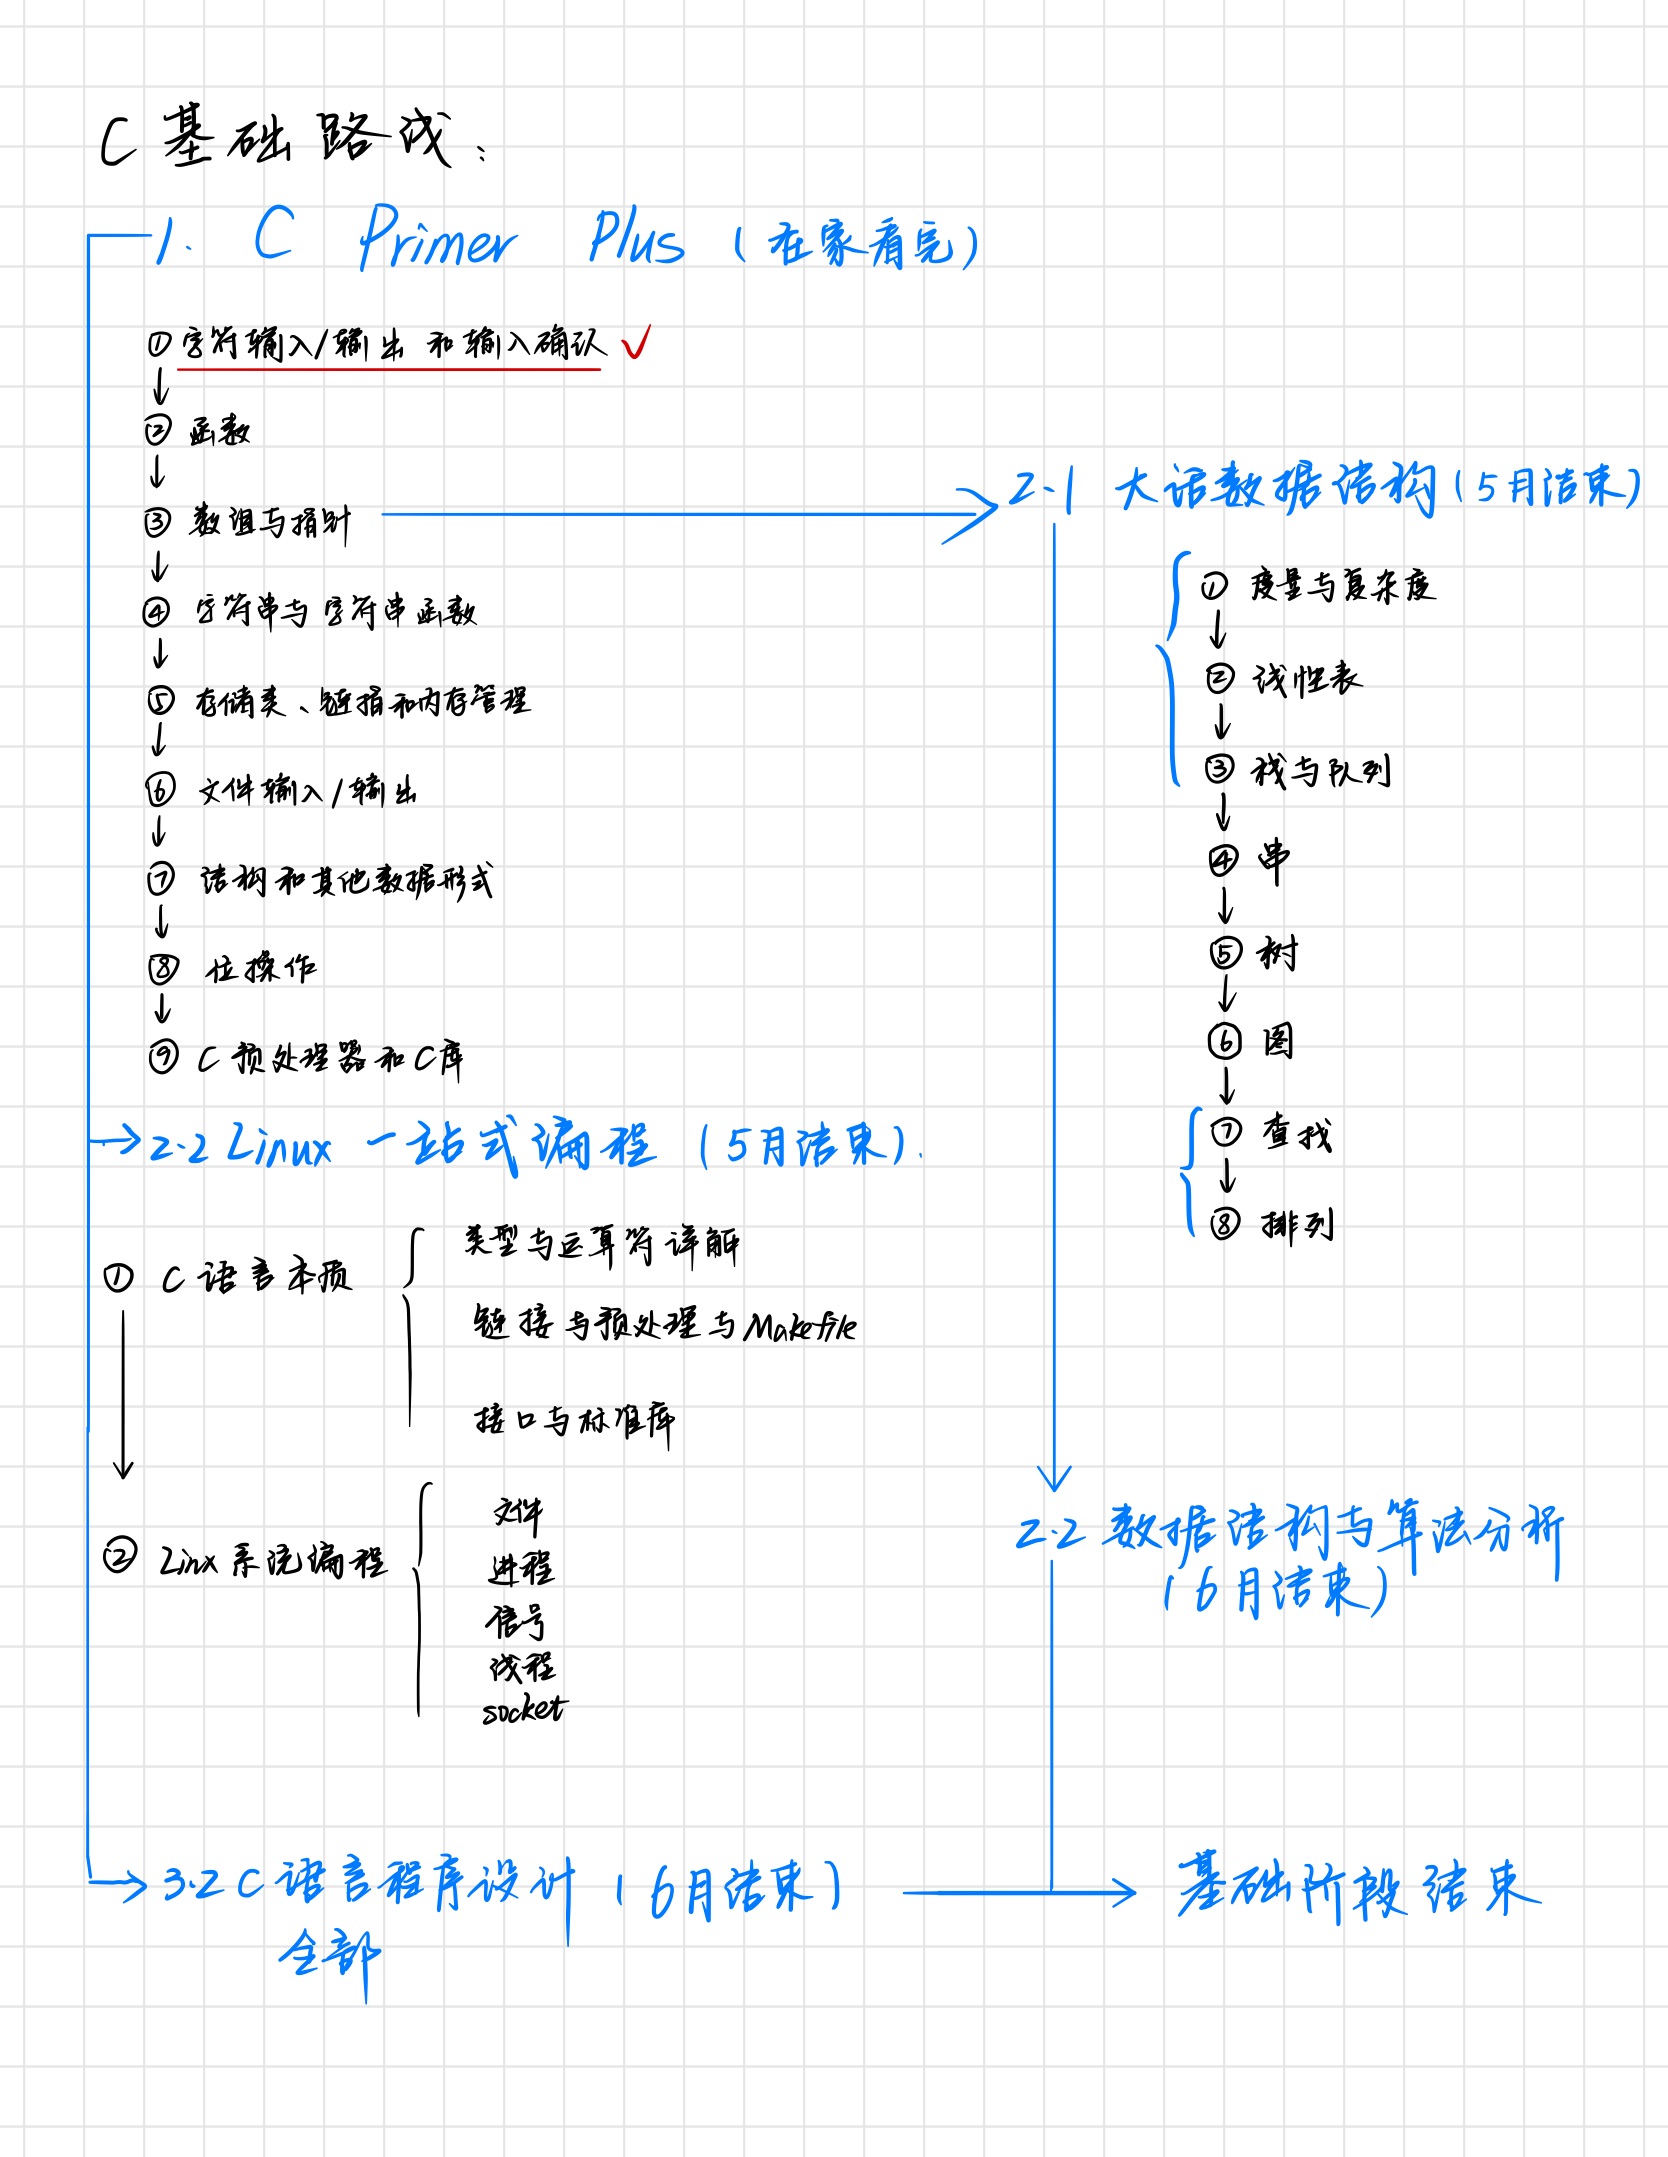 C 基础路线：
1. C Primer Plus（在家看完）
① 字符输入/输出 和输入确认 ✓
② 函数
③ 数组与指针
④ 字符串与字符串函数
⑤ 存储类、链接和内存管理
⑥ 文件输入/输出
⑦ 结构和其他数据形式
⑧ 位操作
⑨ C 预处理器和C库
2.1 大话数据结构（5月结束）
① 度量与复杂度
② 线性表
③ 栈与队列
④ 串
⑤ 树
⑥ 图
⑦ 查找
⑧ 排列
2.2 Linux 一站式编程（5月结束）.
① C 语言本质
类型与运算符详解
链接与预处理与Makefile
接口与标准库
② Linx 系统编程
文件
进程
信号
线程
socket
2.2 数据结构与算法分析
（6月结束）
3.2 C 语言程序设计（6月结束）
全部
基础阶段结束